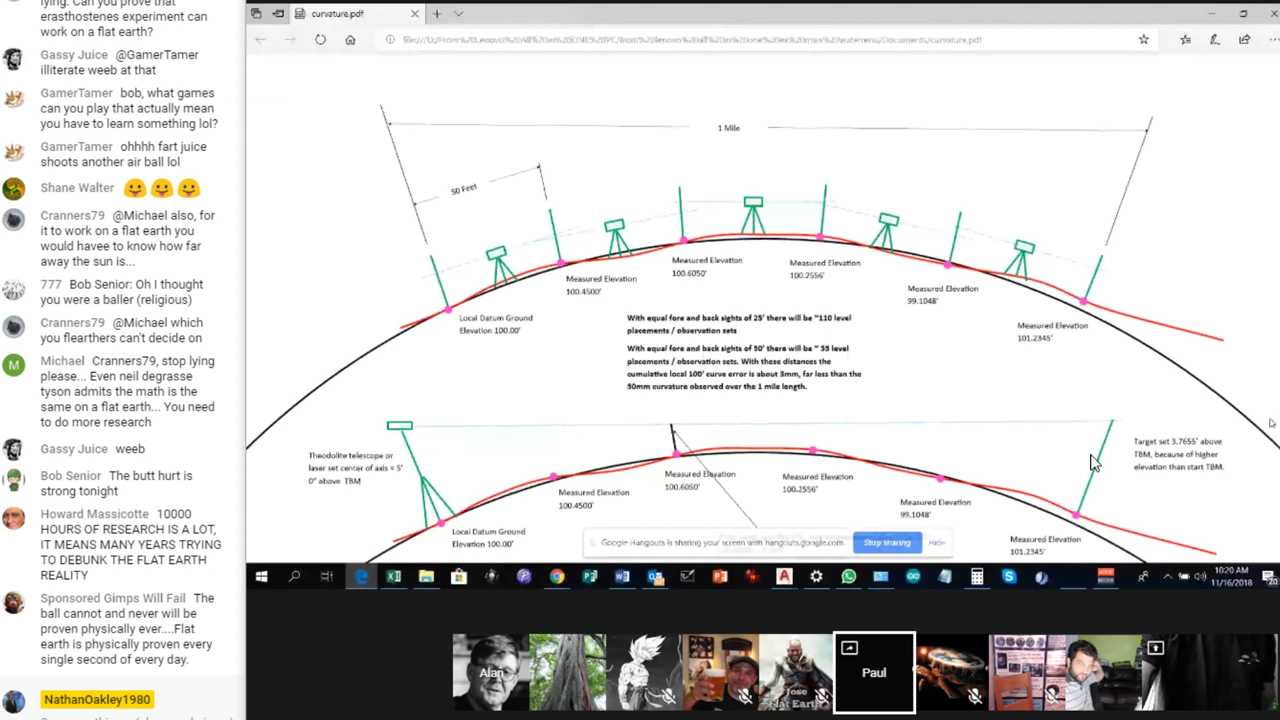 lying. Can you prove that
erasthostenes experiment can
work on a flat earth?
Gassy Juice @GamerTamer
illiterate weeb at that
GamerTamer bob, what games
can you play that actually mean
you have to learn something lol?
GamerTamer ohhhh fart juice
shoots another air ball lol
Shane Walter
Cranners79 @Michael also, for
it to work on a flat earth you
would havee to know how far
away the sun is...
777 Bob Senior: Oh I thought
you were a baller (religious)
Cranners79 @Michael which
you flearthers can't decide on
Michael Cranners79, stop lying
please... Even neil degrasse
tyson admits the math is the
same on a flat earth... You need
to do more research
Gassy Juice weeb
Bob Senior The butt hurt is
strong tonight
Howard Massicotte 10000
HOURS OF RESEARCH IS A LOT,
IT MEANS MANY YEARS TRYING
TO DEBUNK THE FLAT EARTH
REALITY
Sponsored Gimps Will Fail The
ball cannot and never will be
proven physically ever....Flat
earth is physically proven every
single second of every day.
NathanOakley1980
curvature.pdf
1 Mile
50 Feet
Measured Elevation
100.6050'
Measured Elevation
100.2556'
Measured Elevation
100.4500'
Measured Elevation
99.1048'
Local Datum Ground
Elevation 100.00'
Measured Elevation
101.2345'
With equal fore and back sights of 25' there will be ~110 level
placements / observation sets
With equal fore and back sights of 50' there will be ~ 55 level
placements / observation sets. With these distances the
cumulative local 100' curve error is about 3mm, far less than the
50mm curvature observed over the 1 mile length.
Theodolite telescope or
laser set center of axis = 5'
0" above TBM
Target set 3.7655' above
TBM, because of higher
elevation than start TBM.
Measured Elevation
100.6050'
Measured Elevation
100.2556'
Measured Elevation
100.4500'
Measured Elevation
99.1048'
Local Datum Ground
Elevation 100.00'
Measured Elevation
101.2345'
Google Hangouts is sharing your screen with hangouts.google.com.
Stop sharing
Hide
10:20 AM
11/16/2018
20
Alan
Jose
Flat Earth
Paul